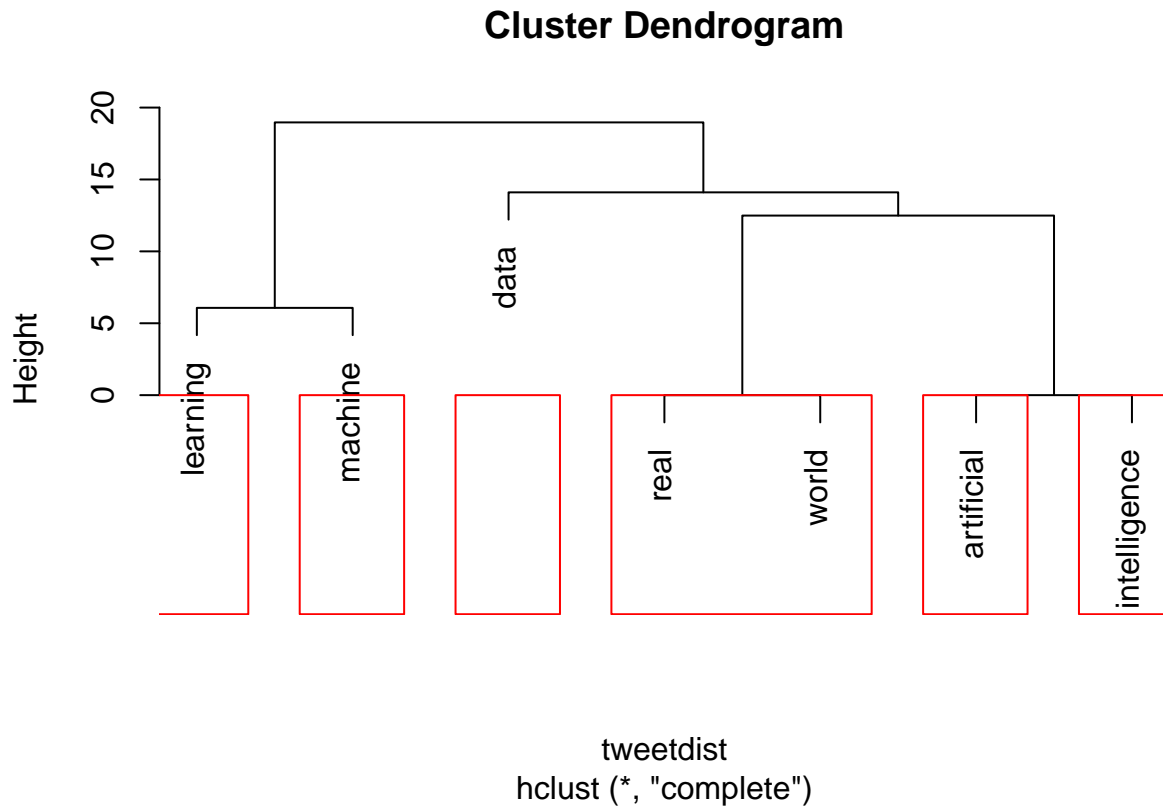 Cluster Dendrogram
Height
20
15
10
5
0
learning
machine
data
real
world
artificial
intelligence
tweetdist
hclust (*, "complete")